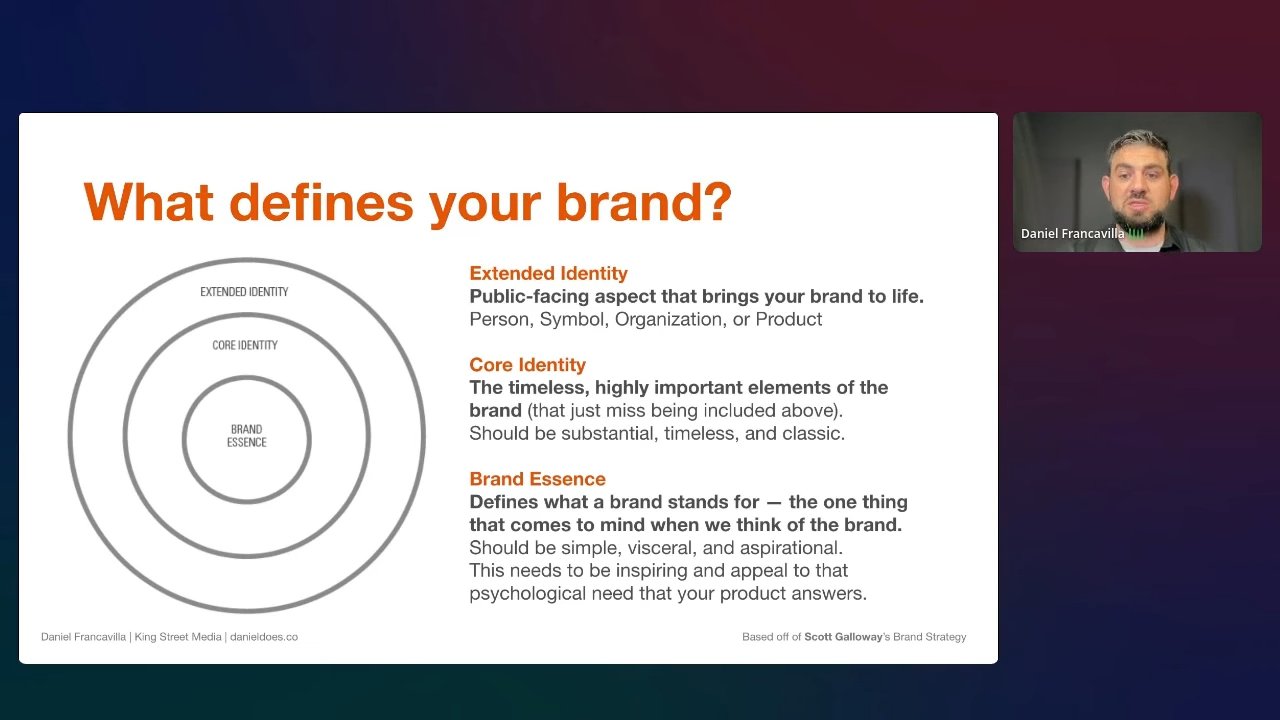 What defines your brand?
EXTENDED IDENTITY
CORE IDENTITY
BRAND
ESSENCE
Extended Identity
Public-facing aspect that brings your brand to life.
Person, Symbol, Organization, or Product
Core Identity
The timeless, highly important elements of the
brand (that just miss being included above).
Should be substantial, timeless, and classic.
Brand Essence
Defines what a brand stands for — the one thing
that comes to mind when we think of the brand.
Should be simple, visceral, and aspirational.
This needs to be inspiring and appeal to that
psychological need that your product answers.
Daniel Francavilla | King Street Media | danieldoes.co
Based off of Scott Galloway's Brand Strategy
Daniel Francavilla